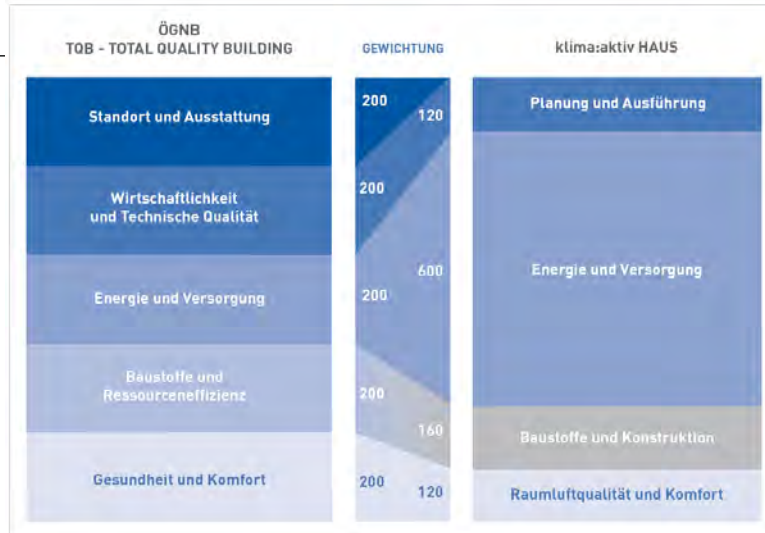 ÖGNB
TQB - TOTAL QUALITY BUILDING
GEWICHTUNG
klima:aktiv HAUS
Standort und Ausstattung
200
120
Planung und Ausführung
Wirtschaftlichkeit
und Technische Qualität
200
Energie und Versorgung
200
600
Energie und Versorgung
Baustoffe und
Ressourceneffizienz
200
160
Baustoffe und Konstruktion
Gesundheit und Komfort
200
120
Raumluftqualität und Komfort